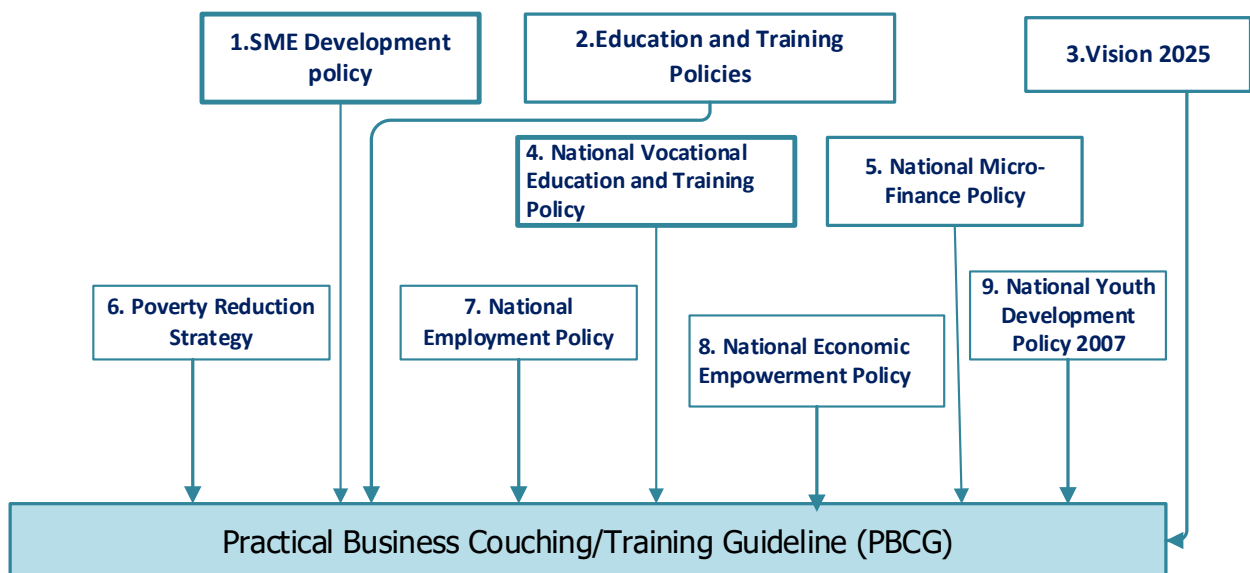 1.SME Development
policy
2.Education and Training
Policies
3.Vision 2025
4. National Vocational
Education and Training
Policy
5. National Micro-
Finance Policy
6. Poverty Reduction
Strategy
7. National
Employment Policy
8. National Economic
Empowerment Policy
9. National Youth
Development
Policy 2007
Practical Business Couching/Training Guideline (PBCG)